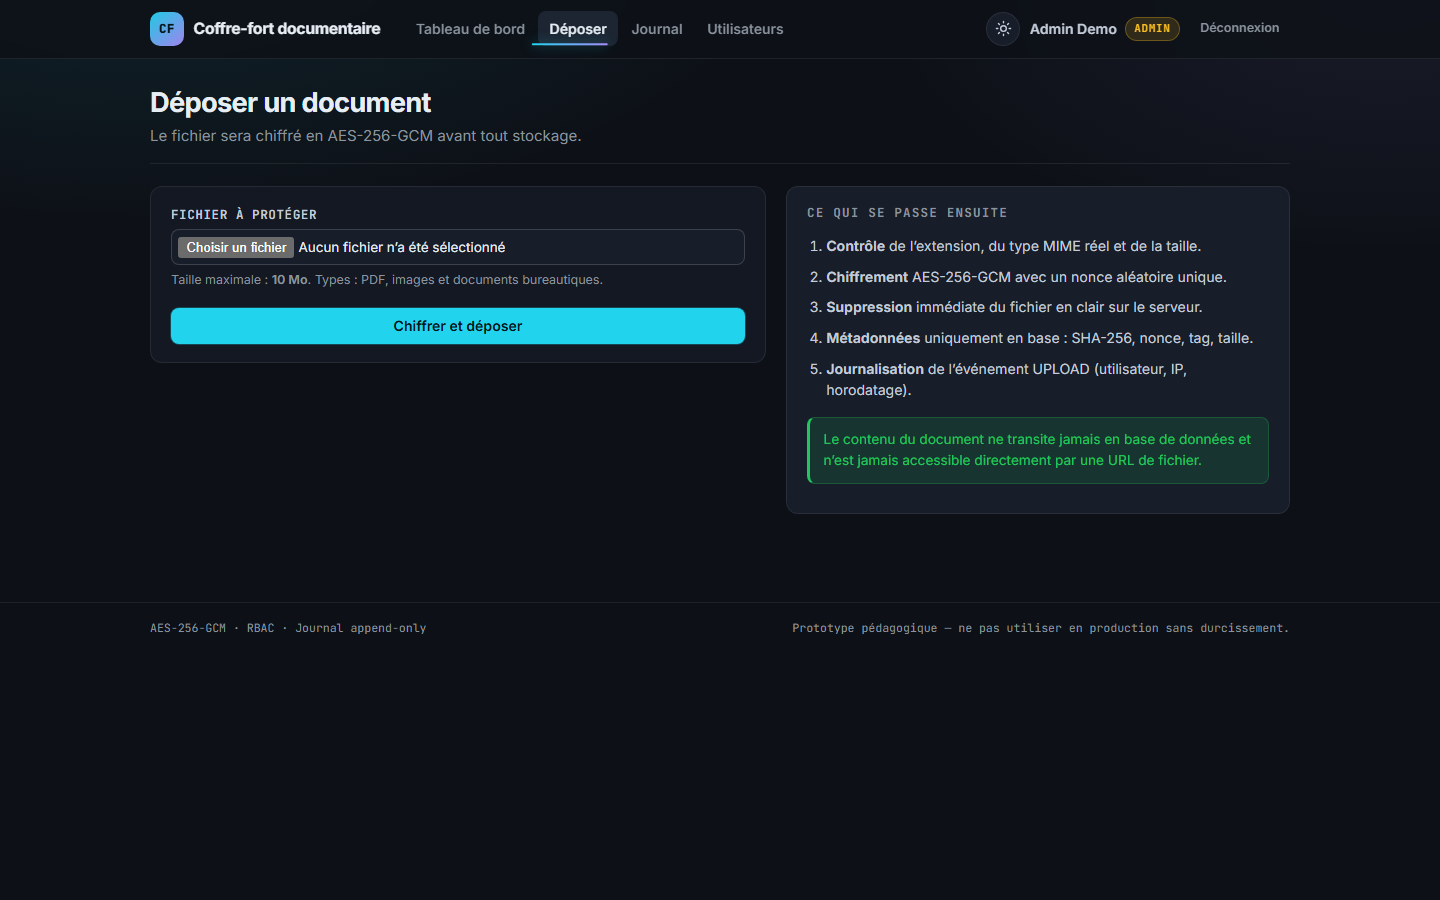 CF Coffre-fort documentaire Tableau de bord Déposer Journal Utilisateurs Admin Demo ADMIN Déconnexion
Déposer un document
Le fichier sera chiffré en AES-256-GCM avant tout stockage.
FICHIER À PROTÉGER
Choisir un fichier Aucun fichier n’a été sélectionné
Taille maximale : 10 Mo. Types : PDF, images et documents bureautiques.
Chiffrer et déposer
CE QUI SE PASSE ENSUITE
1. Contrôle de l’extension, du type MIME réel et de la taille.
2. Chiffrement AES-256-GCM avec un nonce aléatoire unique.
3. Suppression immédiate du fichier en clair sur le serveur.
4. Métadonnées uniquement en base : SHA-256, nonce, tag, taille.
5. Journalisation de l’événement UPLOAD (utilisateur, IP,
horodatage).
Le contenu du document ne transite jamais en base de données et
n’est jamais accessible directement par une URL de fichier.
AES-256-GCM · RBAC · Journal append-only
Prototype pédagogique — ne pas utiliser en production sans durcissement.